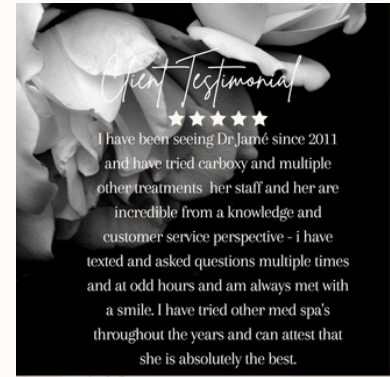 Client Testimonial
I have been seeing Dr Jamé since 2011
and have tried carboxy and multiple
other treatments her staff and her are
incredible from a knowledge and
customer service perspective - i have
texted and asked questions multiple times
and at odd hours and am always met with
a smile. I have tried other med spa's
throughout the years and can attest that
she is absolutely the best.